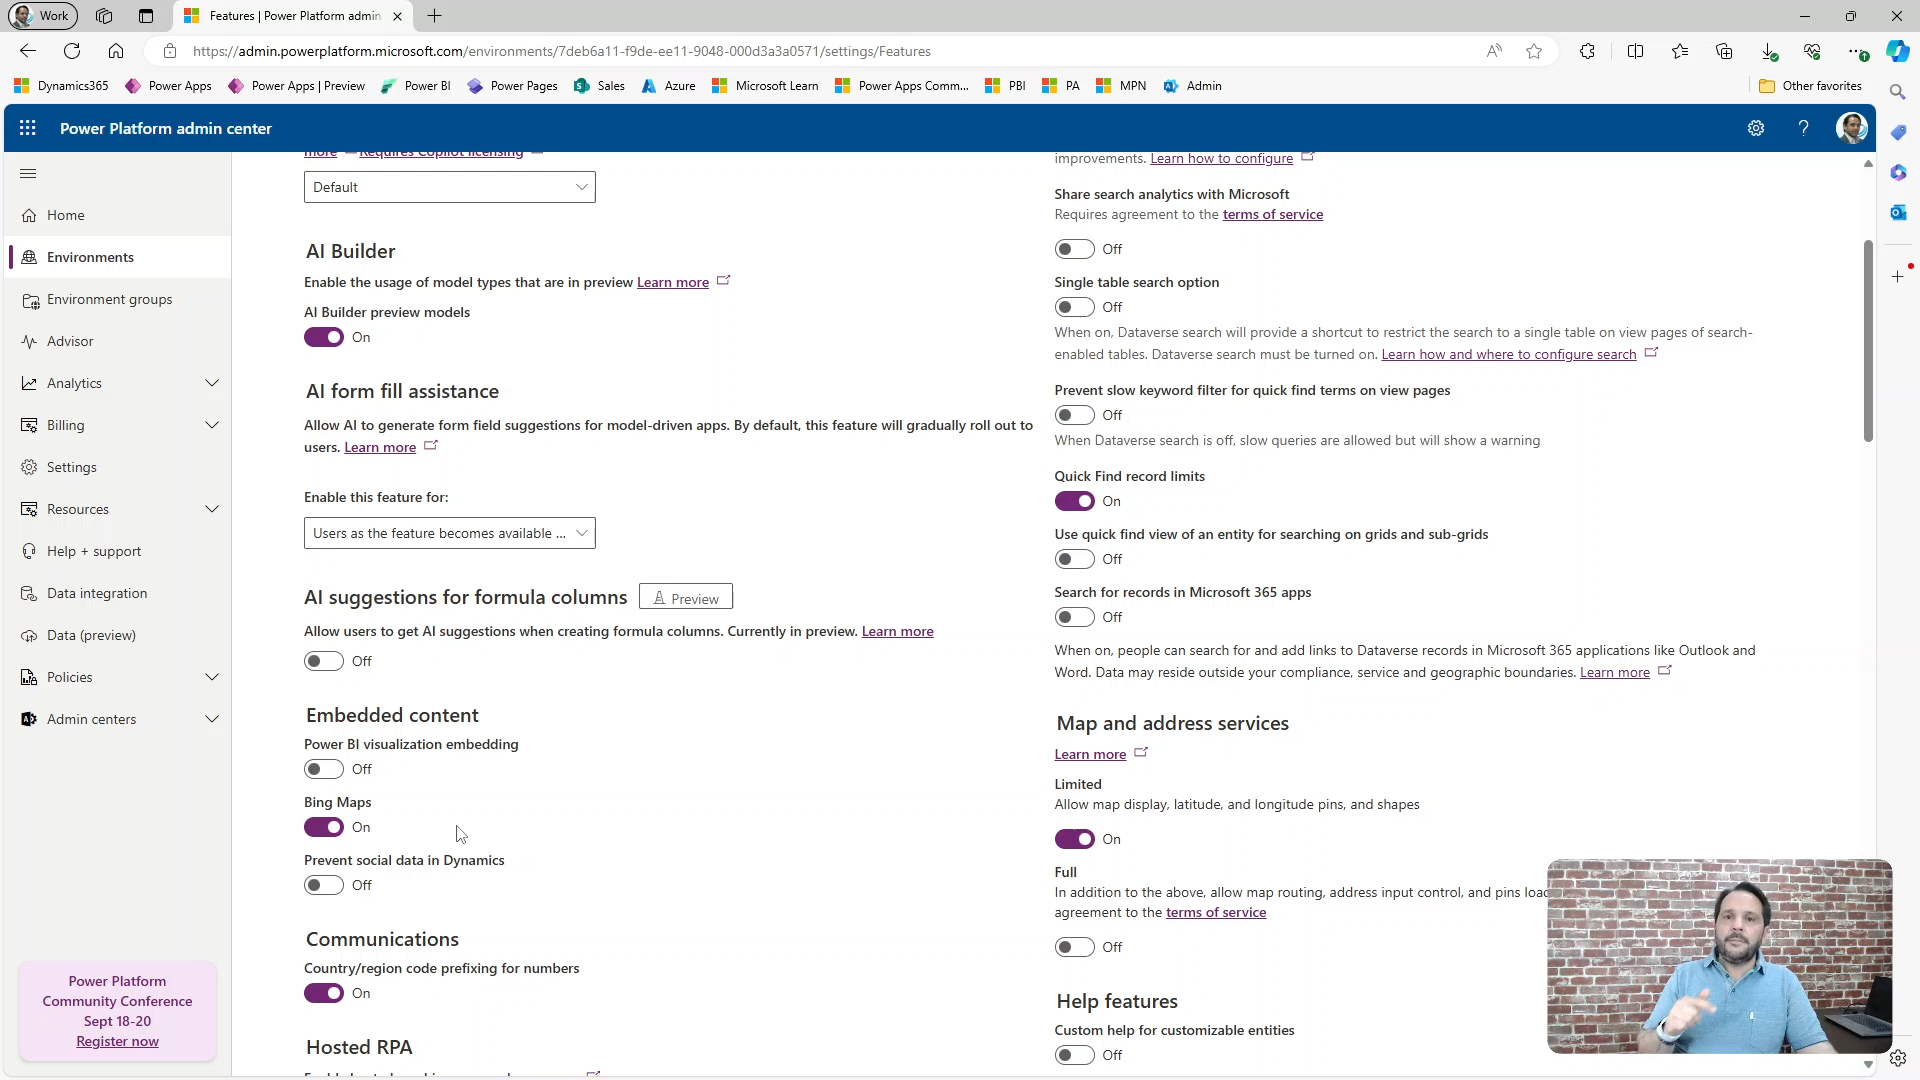 Work
Features | Power Platform admin
https://admin.powerplatform.microsoft.com/environments/7deb6a11-f9de-ee11-9048-000d3a3a0571/settings/Features
Dynamics365
Power Apps
Power Apps | Preview
Power BI
Power Pages
Sales
Azure
Microsoft Learn
Power Apps Comm...
PBI
PA
MPN
Admin
Other favorites
Power Platform admin center
Home
Environments
Environment groups
Advisor
Analytics
Billing
Settings
Resources
Help + support
Data integration
Data (preview)
Policies
Admin centers
Power Platform
Community Conference
Sept 18-20
Register now
more Requires Copilot licensing
Default
AI Builder
Enable the usage of model types that are in preview Learn more
AI Builder preview models
On
AI form fill assistance
Allow AI to generate form field suggestions for model-driven apps. By default, this feature will gradually roll out to
users. Learn more
Enable this feature for:
Users as the feature becomes available ...
AI suggestions for formula columns Preview
Allow users to get AI suggestions when creating formula columns. Currently in preview. Learn more
Off
Embedded content
Power BI visualization embedding
Off
Bing Maps
On
Prevent social data in Dynamics
Off
Communications
Country/region code prefixing for numbers
On
Hosted RPA
improvements. Learn how to configure
Share search analytics with Microsoft
Requires agreement to the terms of service
Off
Single table search option
Off
When on, Dataverse search will provide a shortcut to restrict the search to a single table on view pages of search-
enabled tables. Dataverse search must be turned on. Learn how and where to configure search
Prevent slow keyword filter for quick find terms on view pages
Off
When Dataverse search is off, slow queries are allowed but will show a warning
Quick Find record limits
On
Use quick find view of an entity for searching on grids and sub-grids
Off
Search for records in Microsoft 365 apps
Off
When on, people can search for and add links to Dataverse records in Microsoft 365 applications like Outlook and
Word. Data may reside outside your compliance, service and geographic boundaries. Learn more
Map and address services
Learn more
Limited
Allow map display, latitude, and longitude pins, and shapes
On
Full
In addition to the above, allow map routing, address input control, and pins
agreement to the terms of service
Off
Help features
Custom help for customizable entities
Off